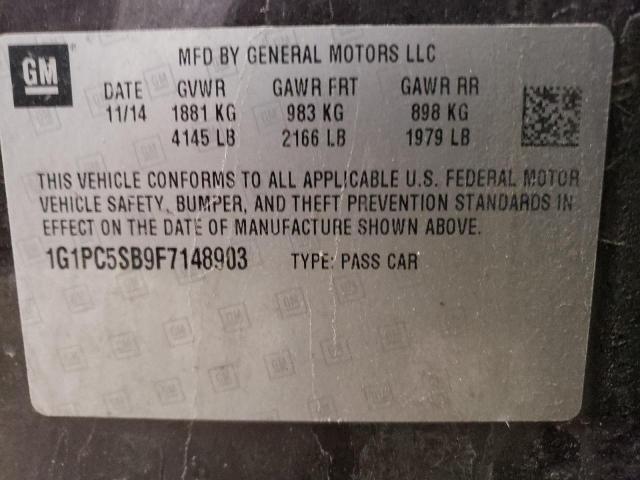 GM
MFD BY GENERAL MOTORS LLC
DATE GVWR GAWR FRT GAWR RR
11/14 1881 KG 983 KG 898 KG
4145 LB 2166 LB 1979 LB
THIS VEHICLE CONFORMS TO ALL APPLICABLE U.S. FEDERAL MOTOR
VEHICLE SAFETY, BUMPER, AND THEFT PREVENTION STANDARDS IN
EFFECT ON THE DATE OF MANUFACTURE SHOWN ABOVE.
1G1PC5SB9F7148903 TYPE: PASS CAR